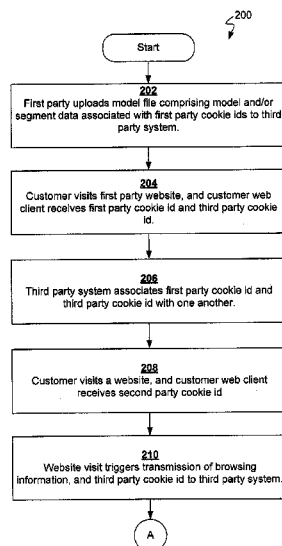 200
Start
202
First party uploads model file comprising model and/or
segment data associated with first party cookie ids to third
party system.
204
Customer visits first party website, and customer web
client receives first party cookie id and third party cookie
id.
206
Third party system associates first party cookie id and
third party cookie id with one another.
208
Customer visits a website, and customer web client
receives second party cookie id
210
Website visit triggers transmission of browsing
information, and third party cookie id to third party system.
A